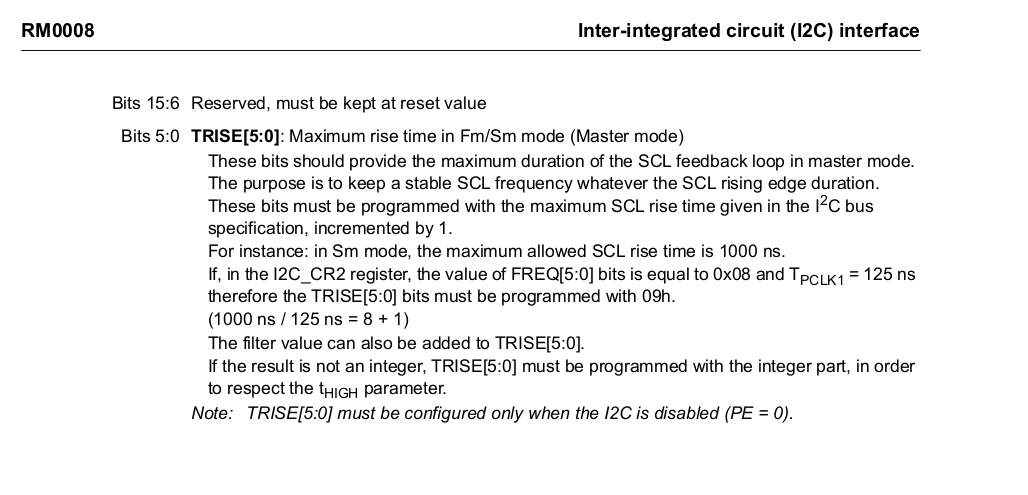 RM0008 Inter-integrated circuit (I2C) interface
Bits 15:6 Reserved, must be kept at reset value
Bits 5:0 TRISE[5:0]: Maximum rise time in Fm/Sm mode (Master mode)
These bits should provide the maximum duration of the SCL feedback loop in master mode.
The purpose is to keep a stable SCL frequency whatever the SCL rising edge duration.
These bits must be programmed with the maximum SCL rise time given in the I2C bus
specification, incremented by 1.
For instance: in Sm mode, the maximum allowed SCL rise time is 1000 ns.
If, in the I2C_CR2 register, the value of FREQ[5:0] bits is equal to 0x08 and TPCLK1 = 125 ns
therefore the TRISE[5:0] bits must be programmed with 09h.
(1000 ns / 125 ns = 8 + 1)
The filter value can also be added to TRISE[5:0].
If the result is not an integer, TRISE[5:0] must be programmed with the integer part, in order
to respect the tHIGH parameter.
Note: TRISE[5:0] must be configured only when the I2C is disabled (PE = 0).